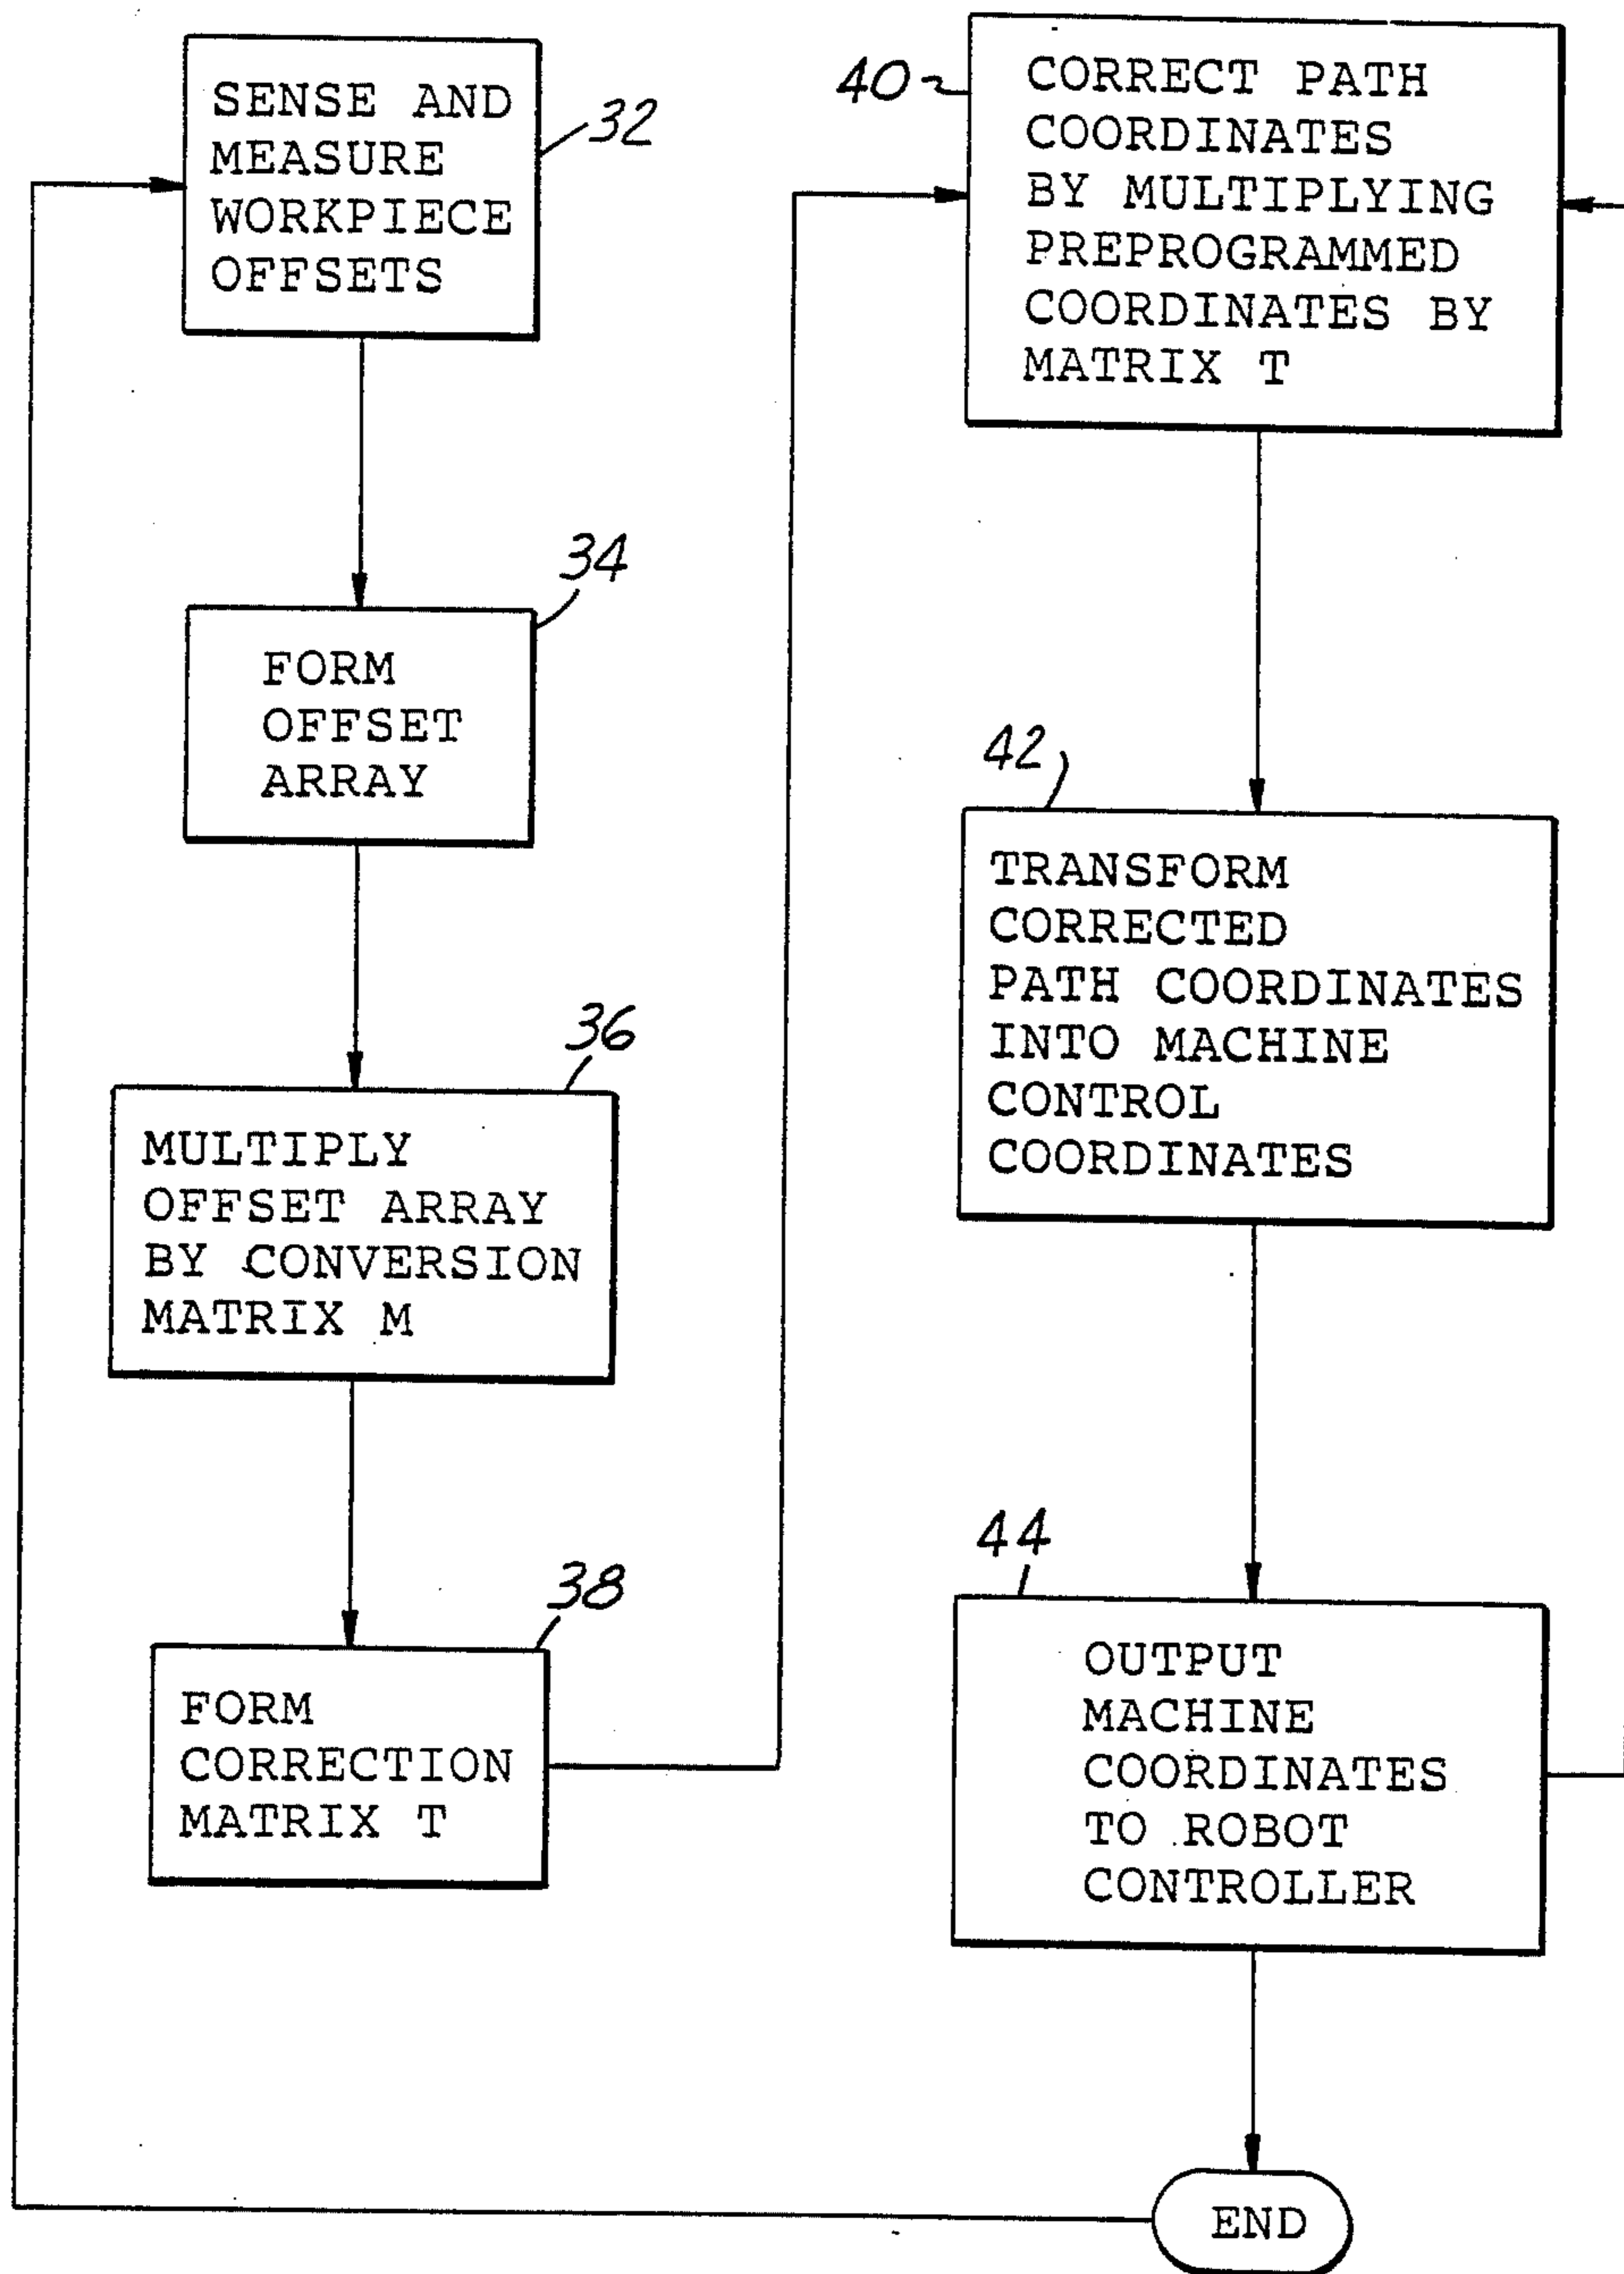 SENSE AND
MEASURE
WORKPIECE
OFFSETS
32
FORM
OFFSET
ARRAY
34
MULTIPLY
OFFSET ARRAY
BY CONVERSION
MATRIX M
36
FORM
CORRECTION
MATRIX T
38
40
CORRECT PATH
COORDINATES
BY MULTIPLYING
PREPROGRAMMED
COORDINATES BY
MATRIX T
42
TRANSFORM
CORRECTED
PATH COORDINATES
INTO MACHINE
CONTROL
COORDINATES
44
OUTPUT
MACHINE
COORDINATES
TO ROBOT
CONTROLLER
END